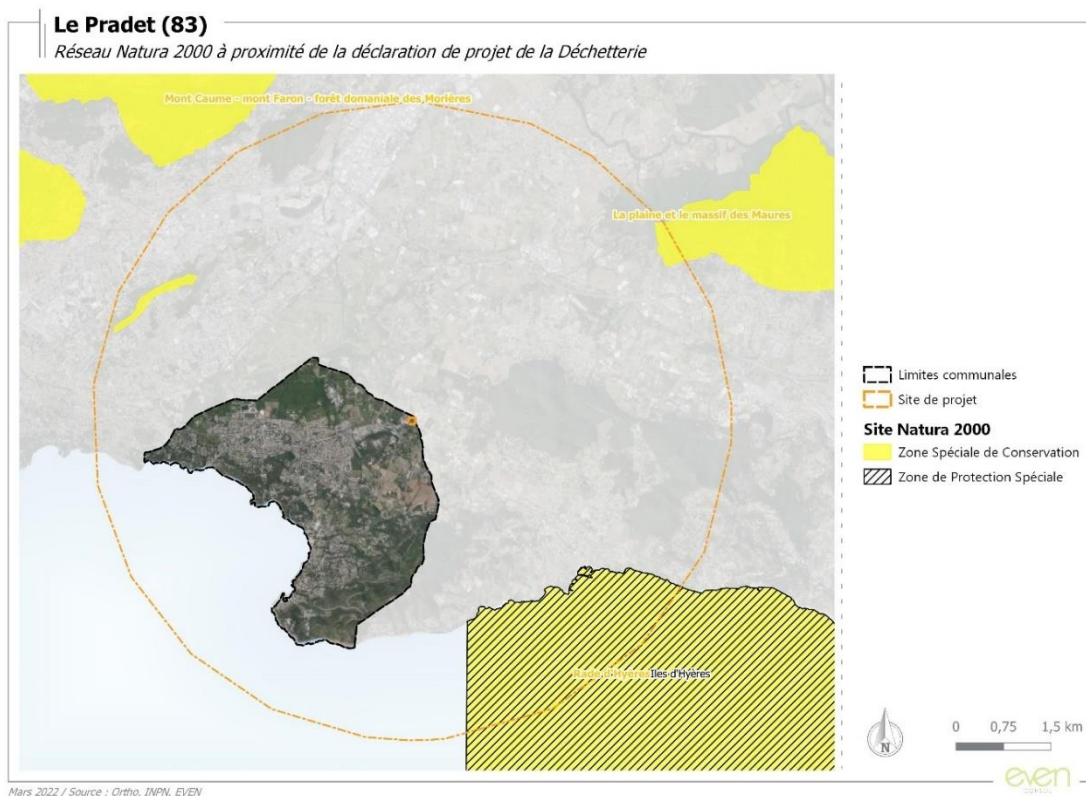 Le Pradet (83)
Réseau Natura 2000 à proximité de la déclaration de projet de la Déchetterie
Mont Caume - mont Faron - forêt domaniale des Morières
La plaine et le massif des Maures
Limites communales
Site de projet
Site Natura 2000
Zone Spéciale de Conservation
Zone de Protection Spéciale
Rade d'Hyères Iles d'Hyères
N
0 0,75 1,5 km
even
CONSEIL
Mars 2022 / Source : Ortho, INPN, EVEN